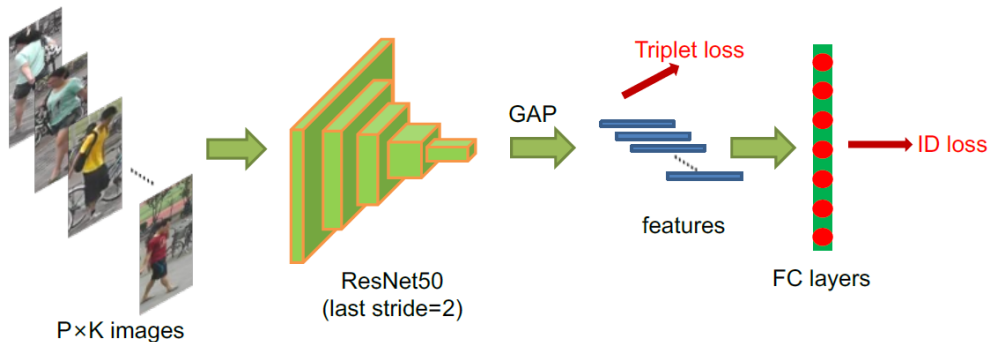 P×K images
ResNet50
(last stride=2)
GAP
Triplet loss
features
FC layers
ID loss